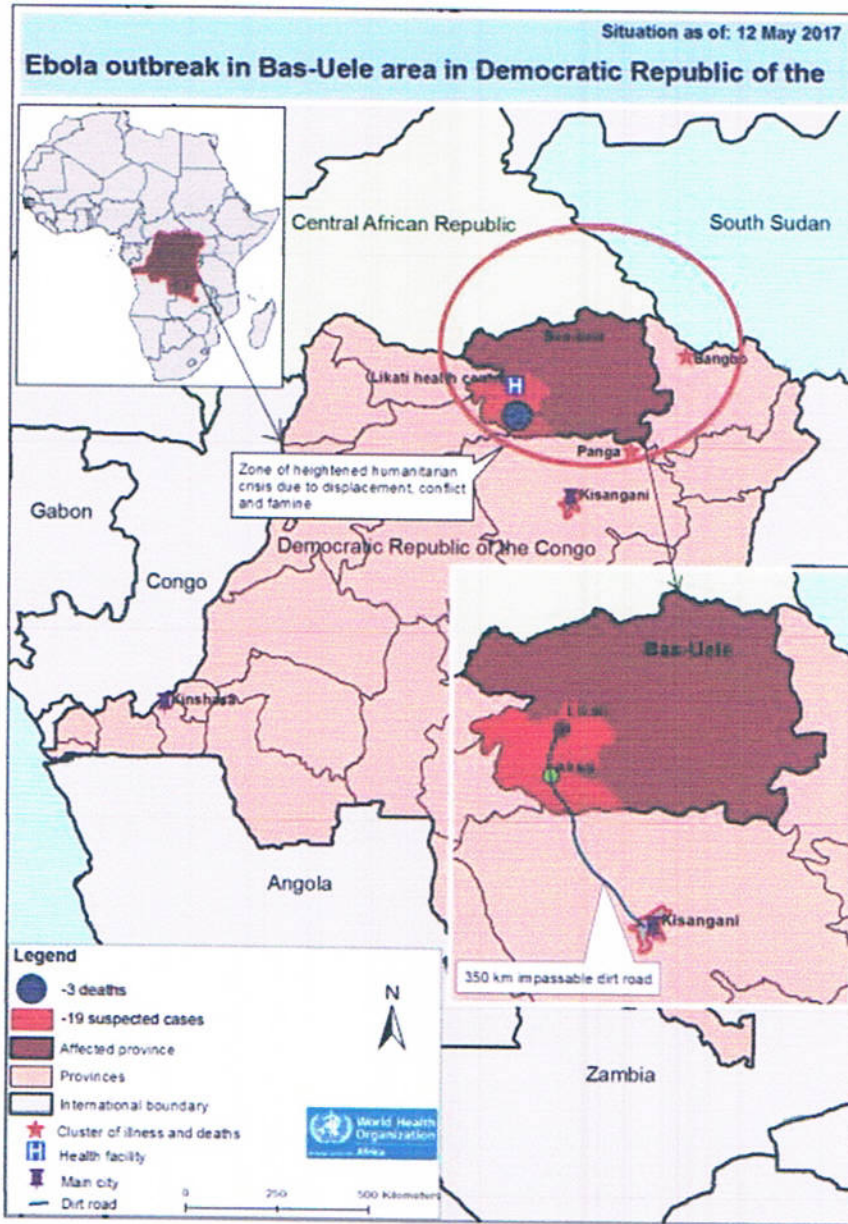 Situation as of: 12 May 2017
Ebola outbreak in Bas-Uele area in Democratic Republic of the
Central African Republic
South Sudan
Bas-Uele
Bangbo
(Likati health
H
Panga
Zone of heightened humanitarian
crisis due to displacement, conflict
and famine
Kisangani
Gabon
Democratic Republic of the Congo
Congo
Bas-Uele
Kinshasa
Angola
Kisangani
350 km impassable dirt road
Legend
-3 deaths
-19 suspected cases
Affected province
Provinces
International boundary
Cluster of illness and deaths
H Health facility
Main city
Dirt road
N
World Health
Organization
Africa
0 250 500 Kilometers
Zambia